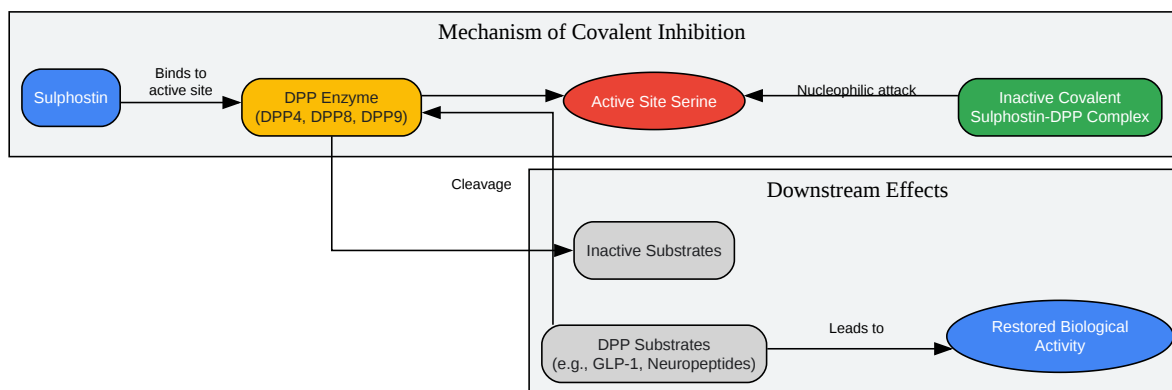 Mechanism of Covalent Inhibition
Sulphostin
Binds to
active site
DPP Enzyme
(DPP4, DPP8, DPP9)
Active Site Serine
Nucleophilic attack
Inactive Covalent
Sulphostin-DPP Complex
Cleavage
Downstream Effects
Inactive Substrates
DPP Substrates
(e.g., GLP-1, Neuropeptides)
Leads to
Restored Biological
Activity